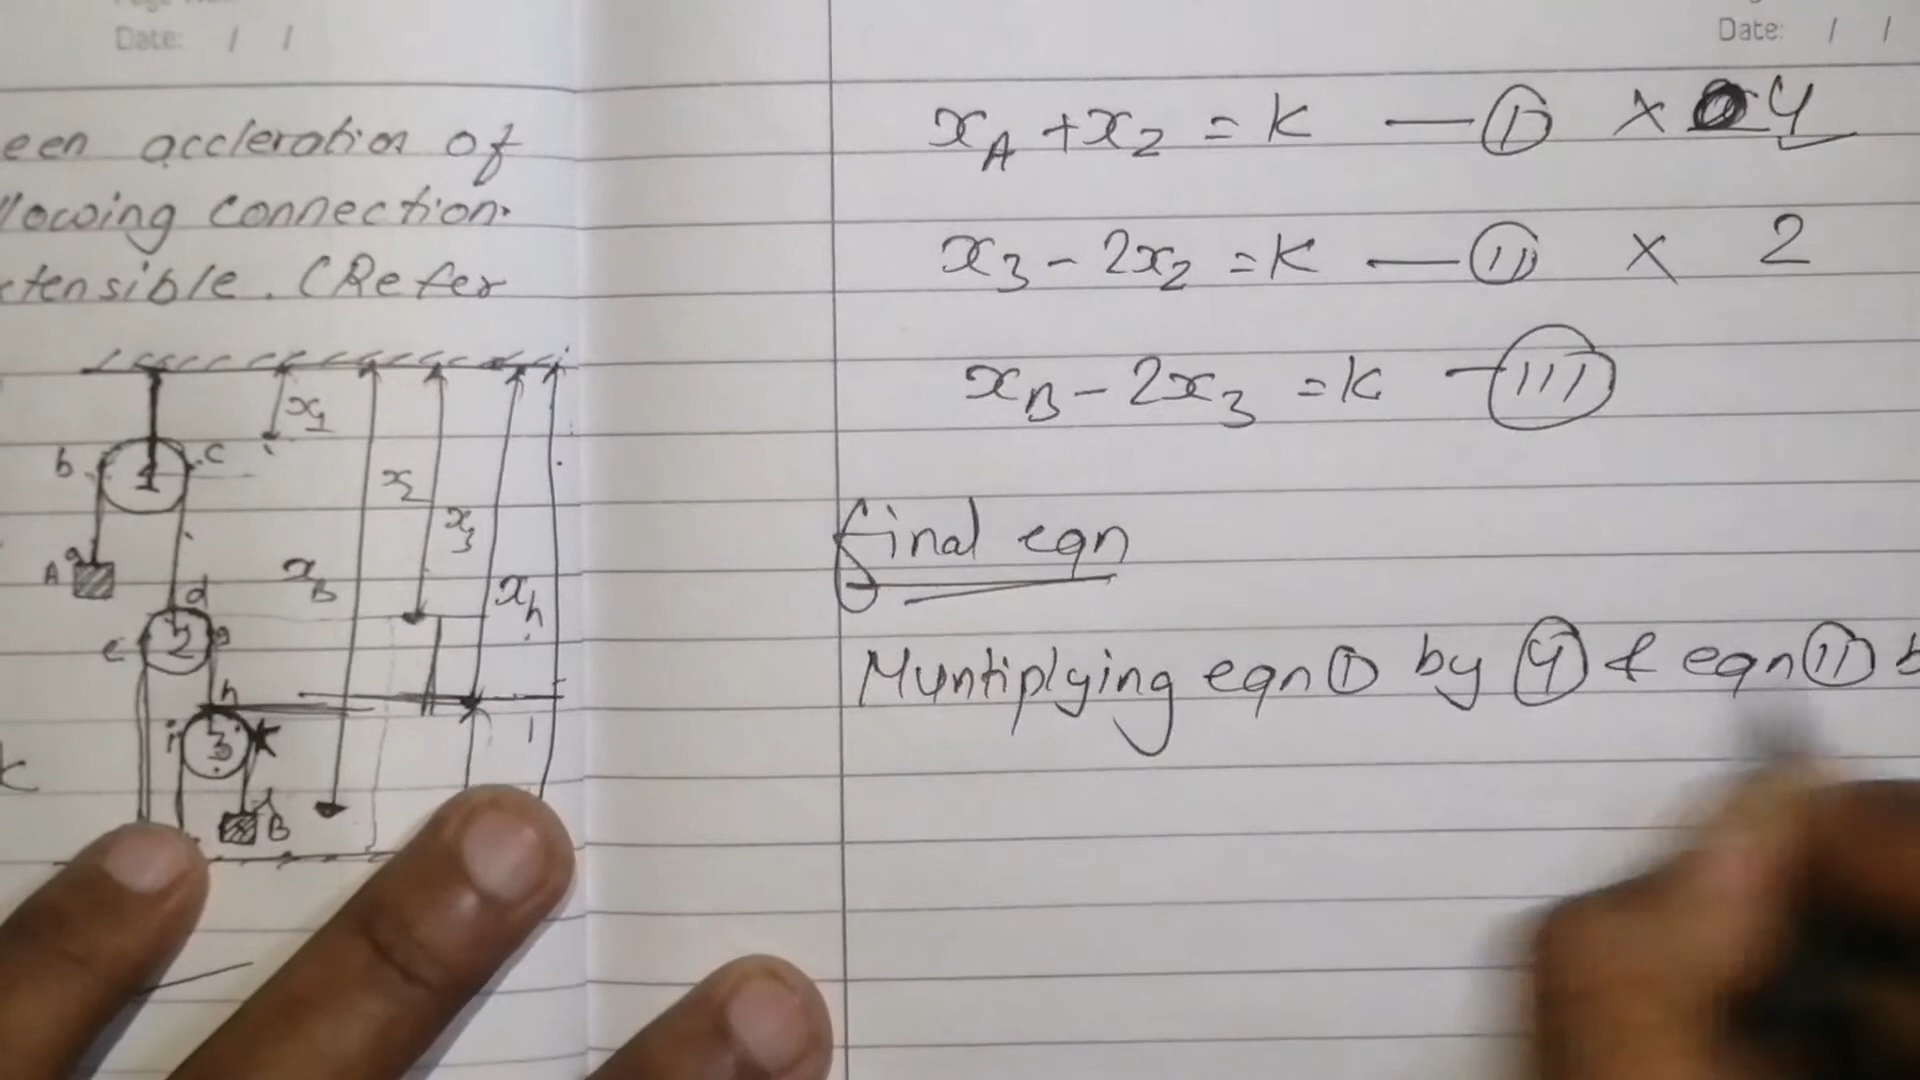 Date: / /
een accleration of
llowing connection.
xtensible. (Refer
x1
b c
1
x2
x3
a
A
xB
d
xh
e 2 g
h
i 3 k
l
B
Date: / /
xA + x2 = K — (I) × 4
x3 - 2x2 = K — (II) × 2
xB - 2x3 = K — (III)
final eqn
Muntiplying eqn (I) by (4) & eqn (II) b